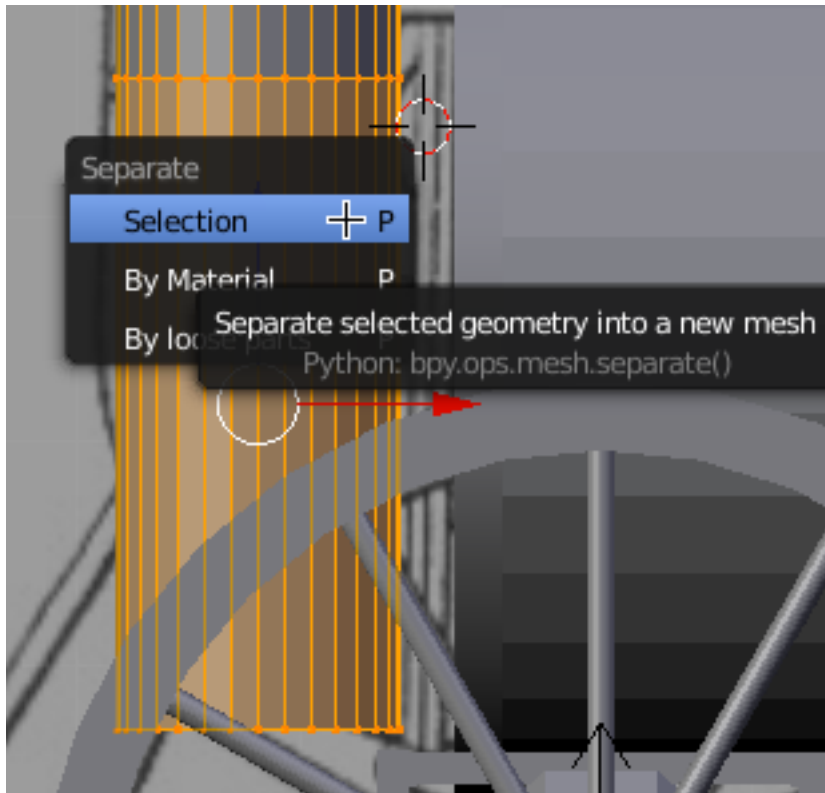 Separate
Selection P
By Material P
By loose parts P
Separate selected geometry into a new mesh
Python: bpy.ops.mesh.separate()